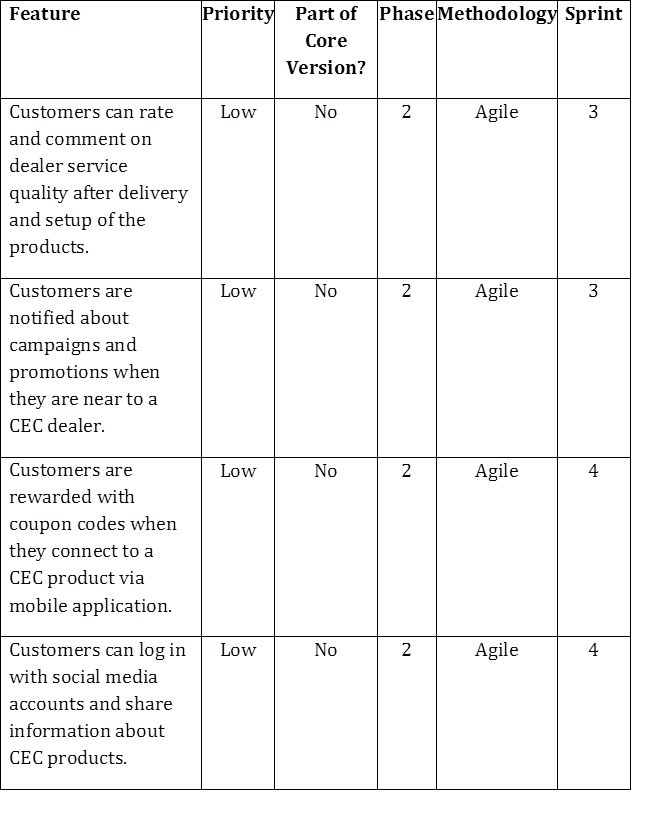 Feature Priority Part of Core Version? Phase Methodology Sprint
Customers can rate Low No 2 Agile 3
and comment on
dealer service
quality after delivery
and setup of the
products.
Customers are Low No 2 Agile 3
notified about
campaigns and
promotions when
they are near to a
CEC dealer.
Customers are Low No 2 Agile 4
rewarded with
coupon codes when
they connect to a
CEC product via
mobile application.
Customers can log in Low No 2 Agile 4
with social media
accounts and share
information about
CEC products.